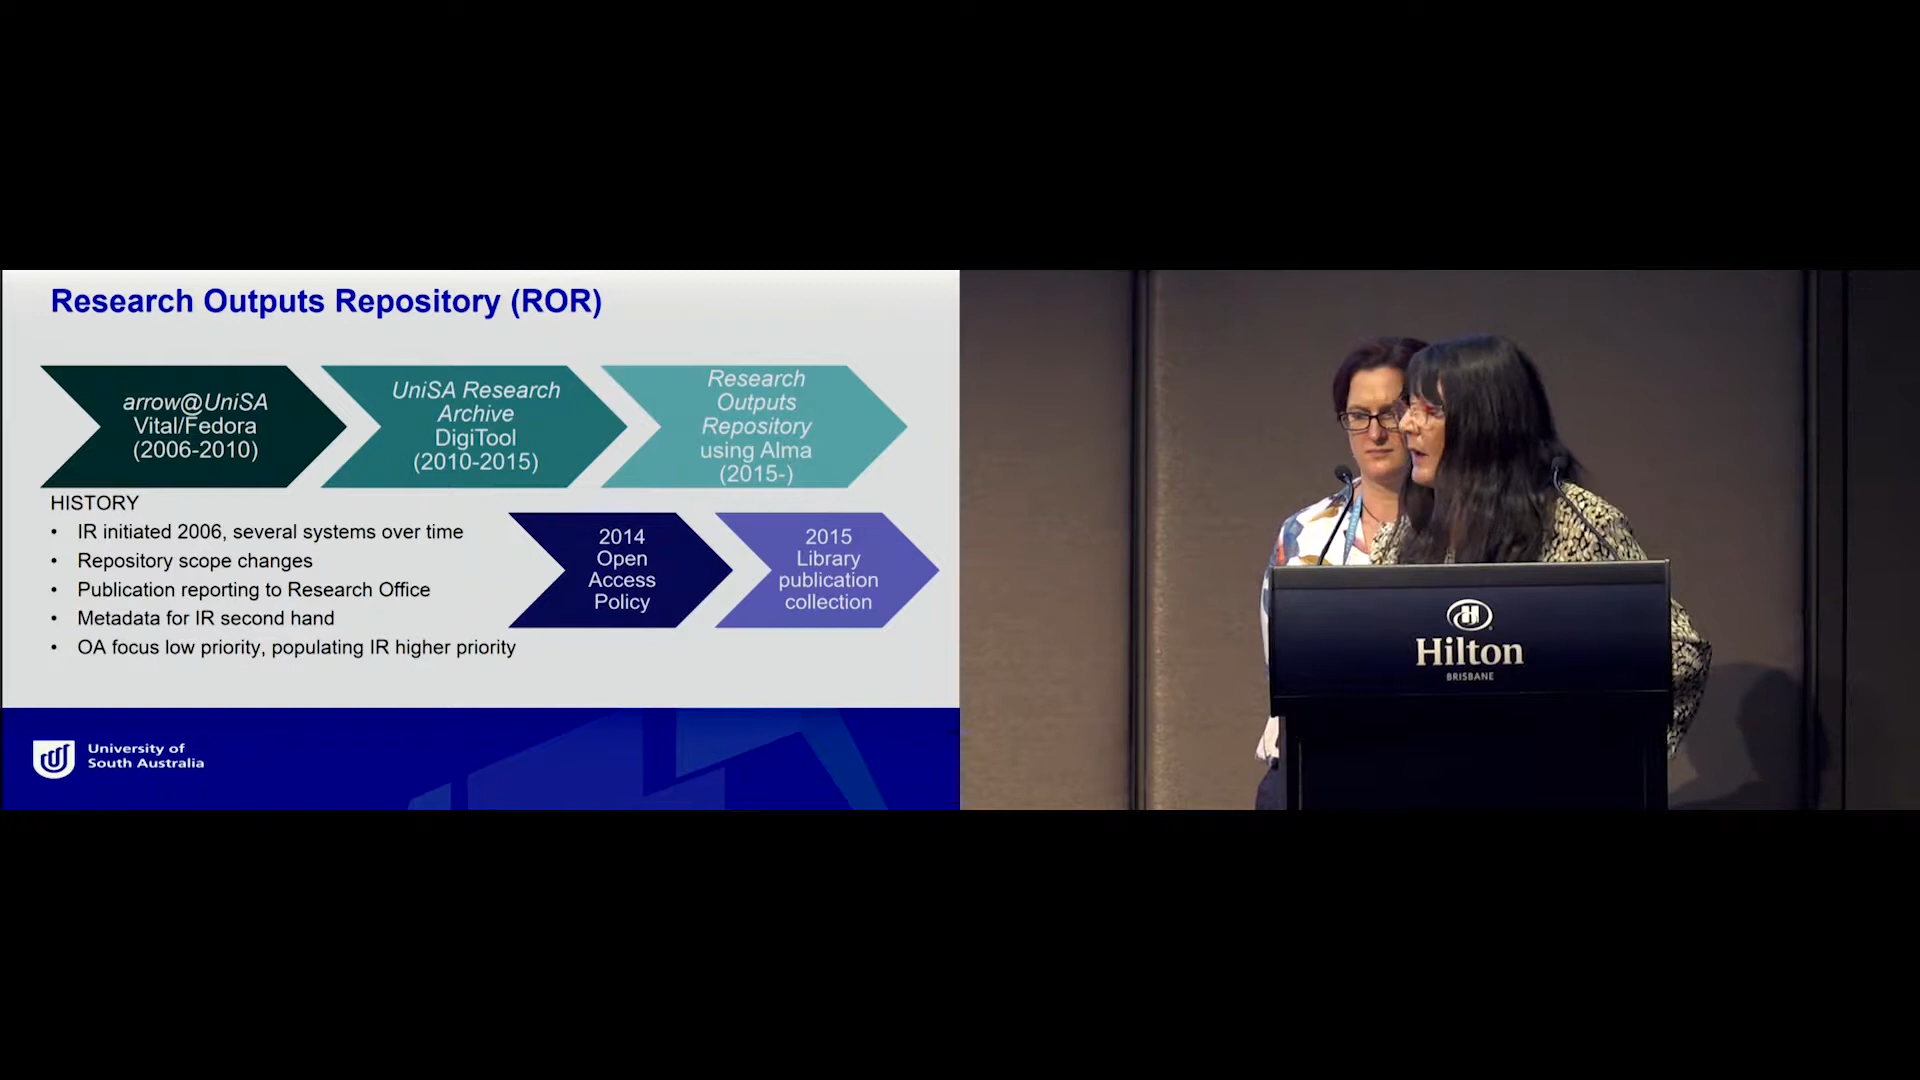 Research Outputs Repository (ROR)
arrow@UniSA
Vital/Fedora
(2006-2010)
UniSA Research
Archive
DigiTool
(2010-2015)
Research
Outputs
Repository
using Alma
(2015-)
HISTORY
• IR initiated 2006, several systems over time
• Repository scope changes
• Publication reporting to Research Office
• Metadata for IR second hand
• OA focus low priority, populating IR higher priority
2014
Open
Access
Policy
2015
Library
publication
collection
University of
South Australia
H
Hilton
BRISBANE